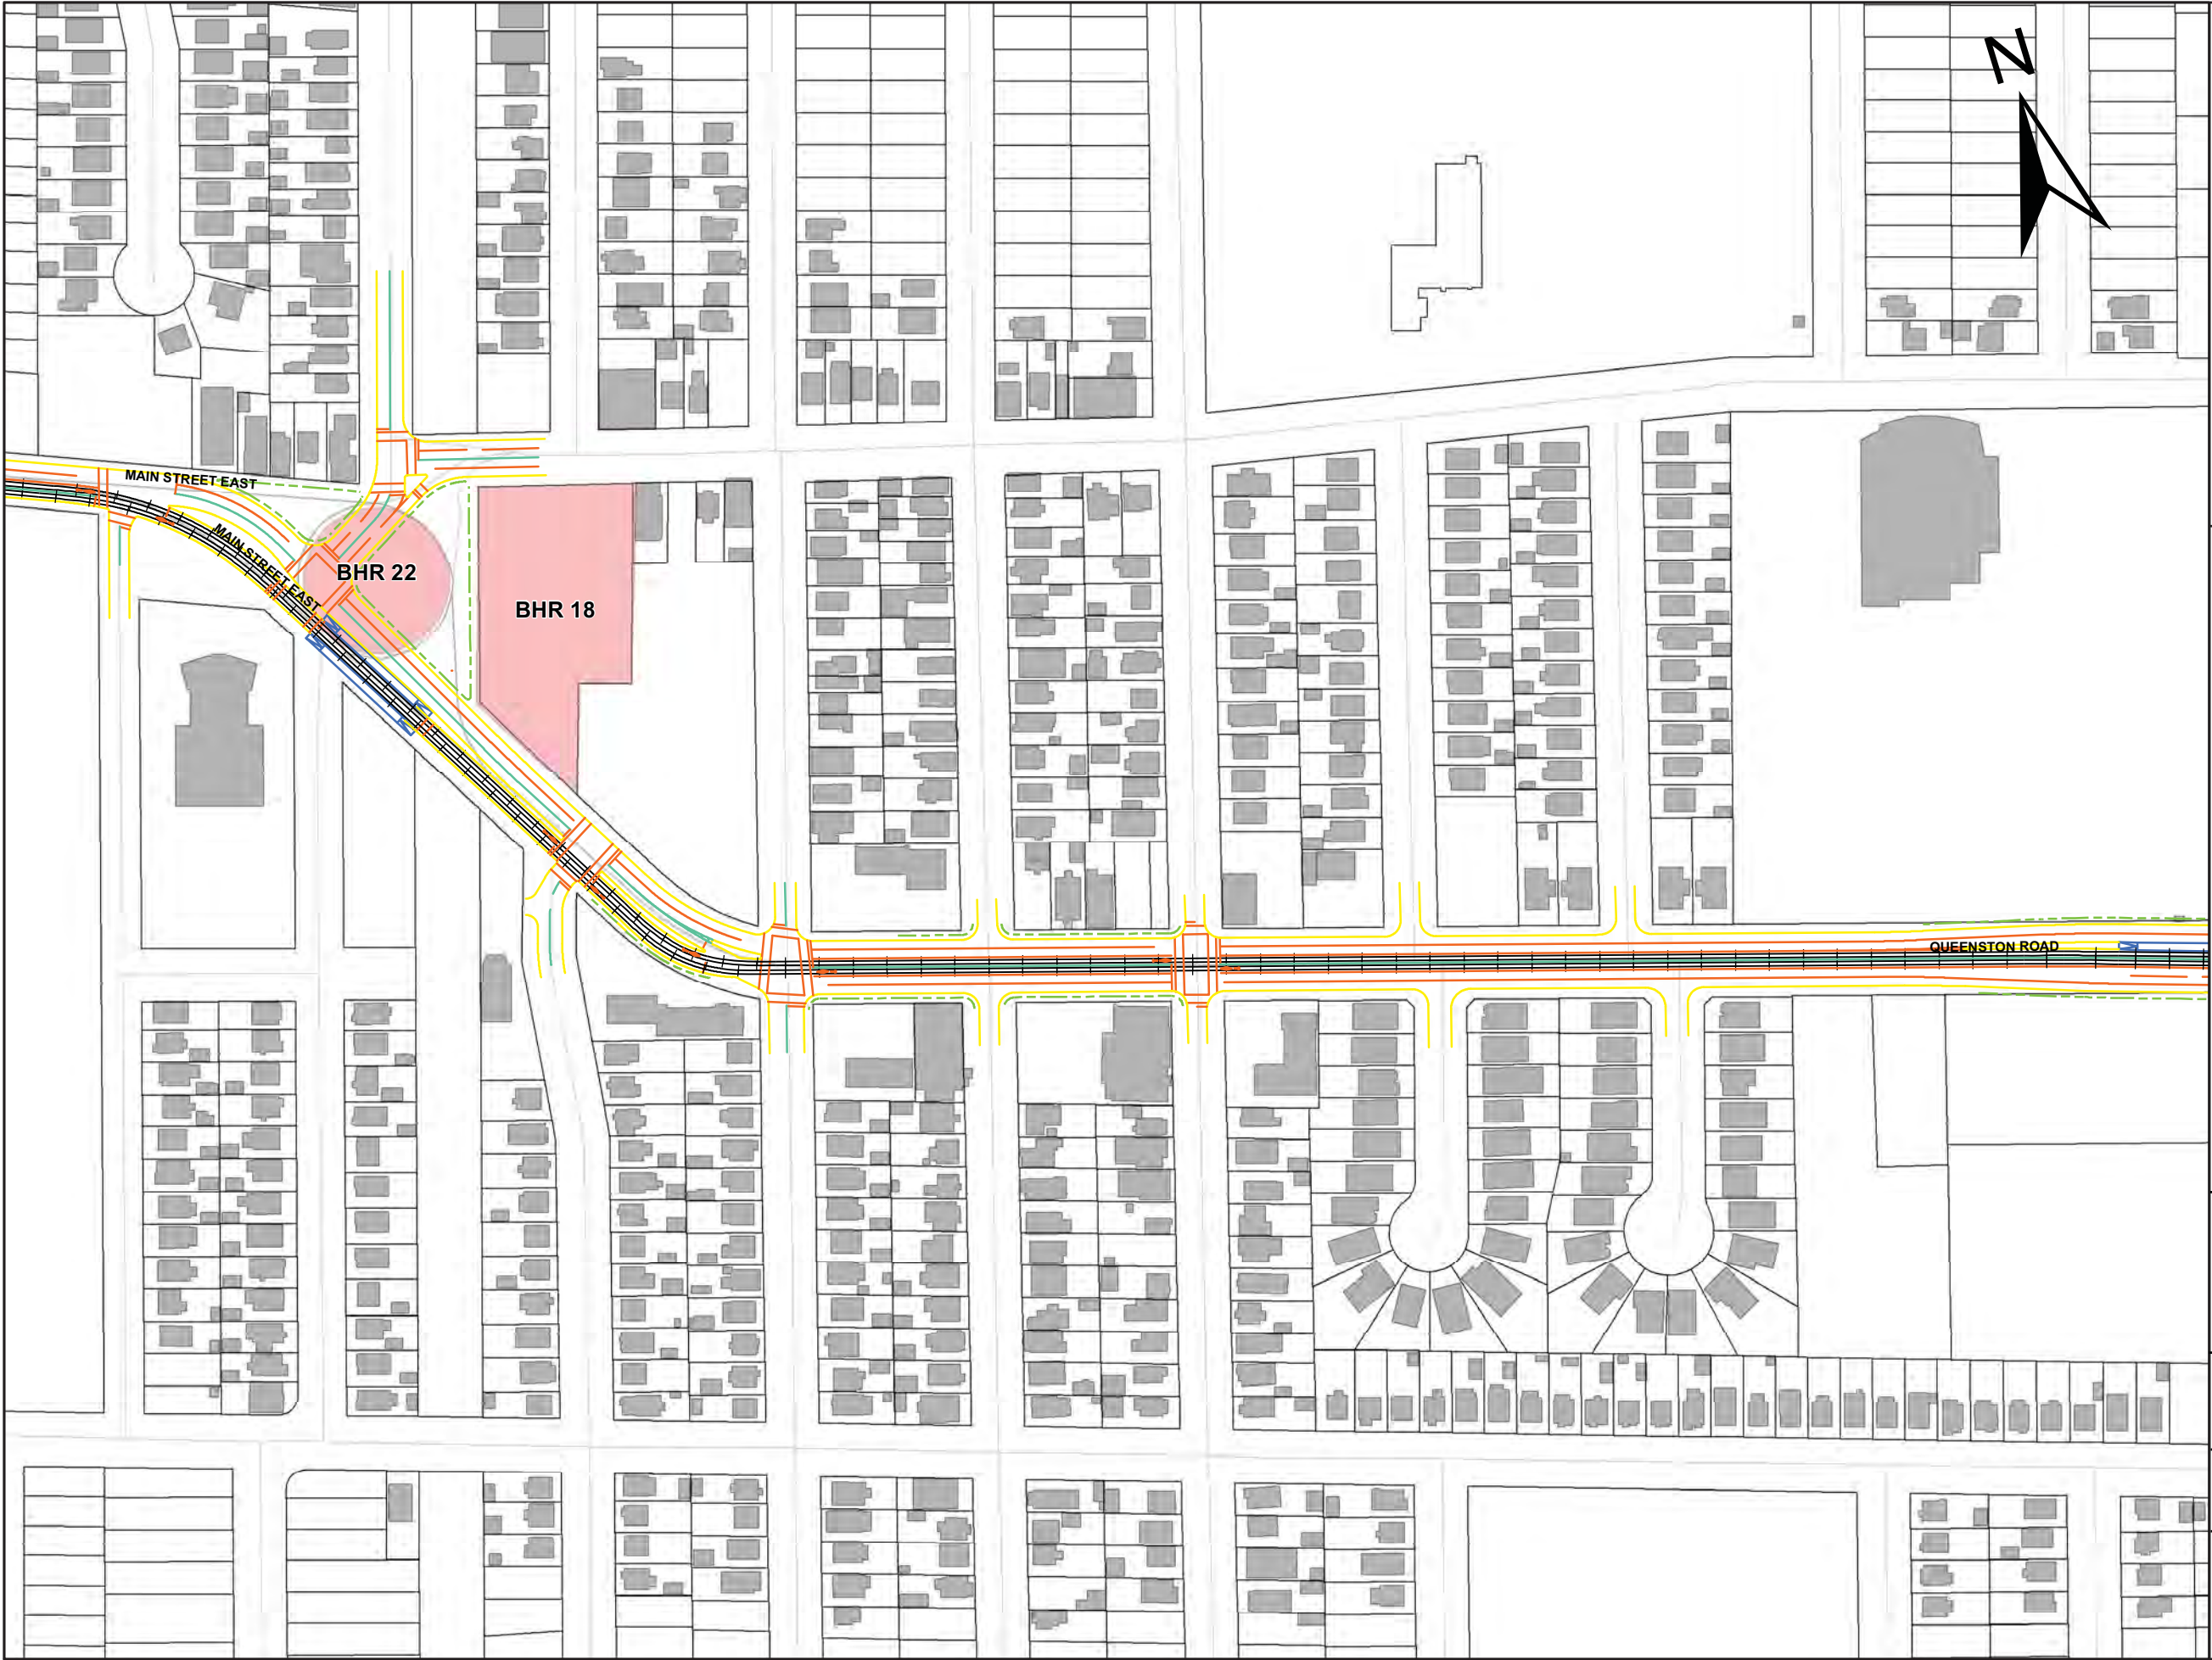 N
MAIN STREET EAST
MAIN STREET EAST
BHR 22
BHR 18
QUEENSTON ROAD